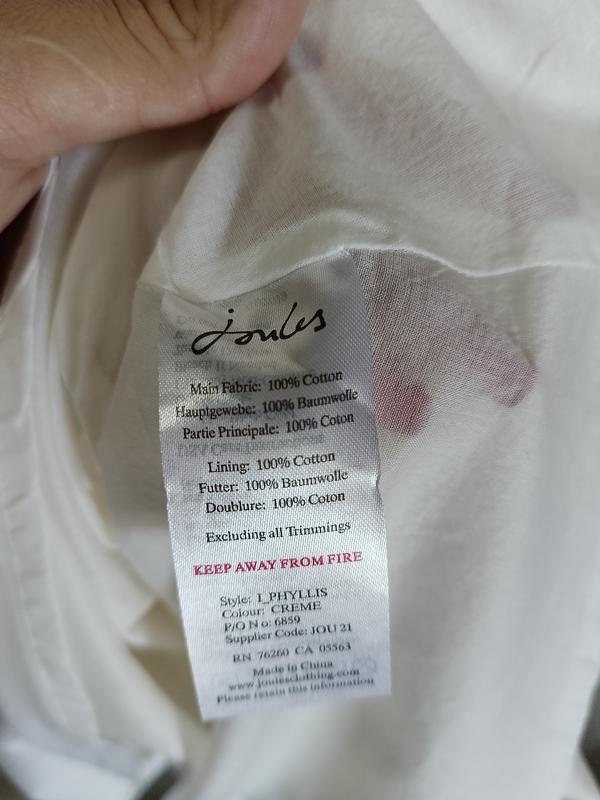 Joules
Main Fabric: 100% Cotton
Hauptgewebe: 100% Baumwolle
Partie Principale: 100% Coton
Lining: 100% Cotton
Futter: 100% Baumwolle
Doublure: 100% Coton
Excluding all Trimmings
KEEP AWAY FROM FIRE
Style: I_PHYLLIS
Colour: CREME
P/O No: 6859
Supplier Code: JOU 21
RN 76260 CA 05563
Made in China
www.joulesclothing.com
Please retain this information